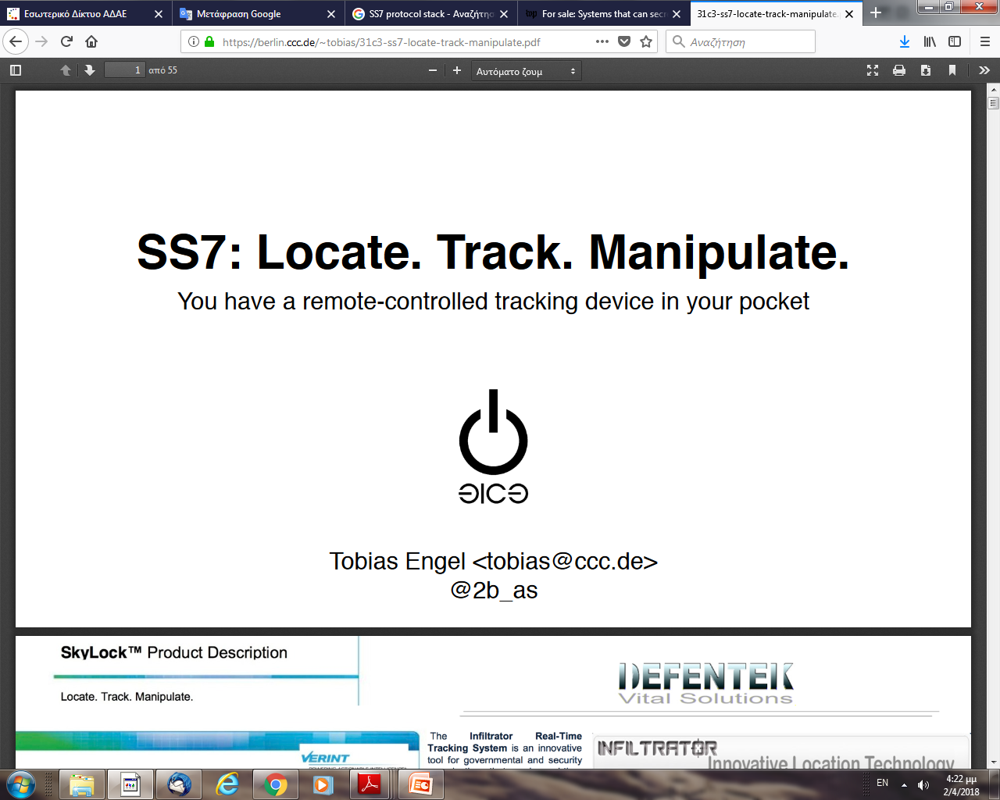 Εσωτερικό Δίκτυο ΑΔΑΕ
Μετάφραση Google
SS7 protocol stack - Αναζήτησ
For sale: Systems that can secr
31c3-ss7-locate-track-manipulate.
https://berlin.ccc.de/~tobias/31c3-ss7-locate-track-manipulate.pdf
Αναζήτηση
1 από 55
Αυτόματο ζουμ
SS7: Locate. Track. Manipulate.
You have a remote-controlled tracking device in your pocket
Tobias Engel <tobias@ccc.de>
@2b_as
SkyLock™ Product Description
Locate. Track. Manipulate.
DEFENTEK
Vital Solutions
VERINT
The Infiltrator Real-Time
Tracking System is an innovative
tool for governmental and security
INFILTRATOR
Innovative Location Technology
EN
4:22 μμ
2/4/2018